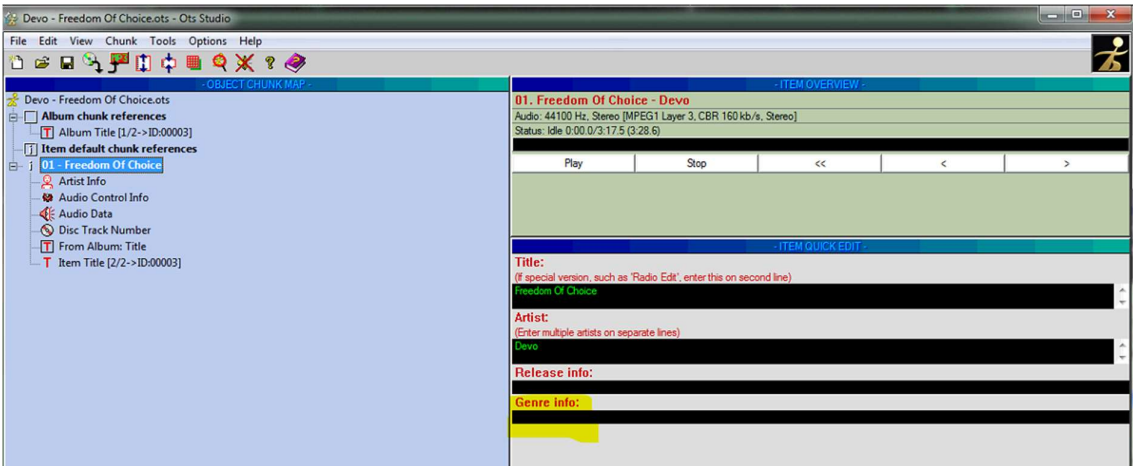 Devo - Freedom Of Choice.ots - Ots Studio
File Edit View Chunk Tools Options Help
- OBJECT CHUNK MAP -
Devo - Freedom Of Choice.ots
Album chunk references
T Album Title [1/2->ID:00003]
i Item default chunk references
i 01 - Freedom Of Choice
Artist Info
Audio Control Info
Audio Data
Disc Track Number
T From Album: Title
T Item Title [2/2->ID:00003]
- ITEM OVERVIEW -
01. Freedom Of Choice - Devo
Audio: 44100 Hz, Stereo [MPEG1 Layer 3, CBR 160 kb/s, Stereo]
Status: Idle 0:00.0/3:17.5 (3:28.6)
Play Stop << < >
- ITEM QUICK EDIT -
Title:
(If special version, such as 'Radio Edit', enter this on second line)
Freedom Of Choice
Artist:
(Enter multiple artists on separate lines)
Devo
Release info:
Genre info: